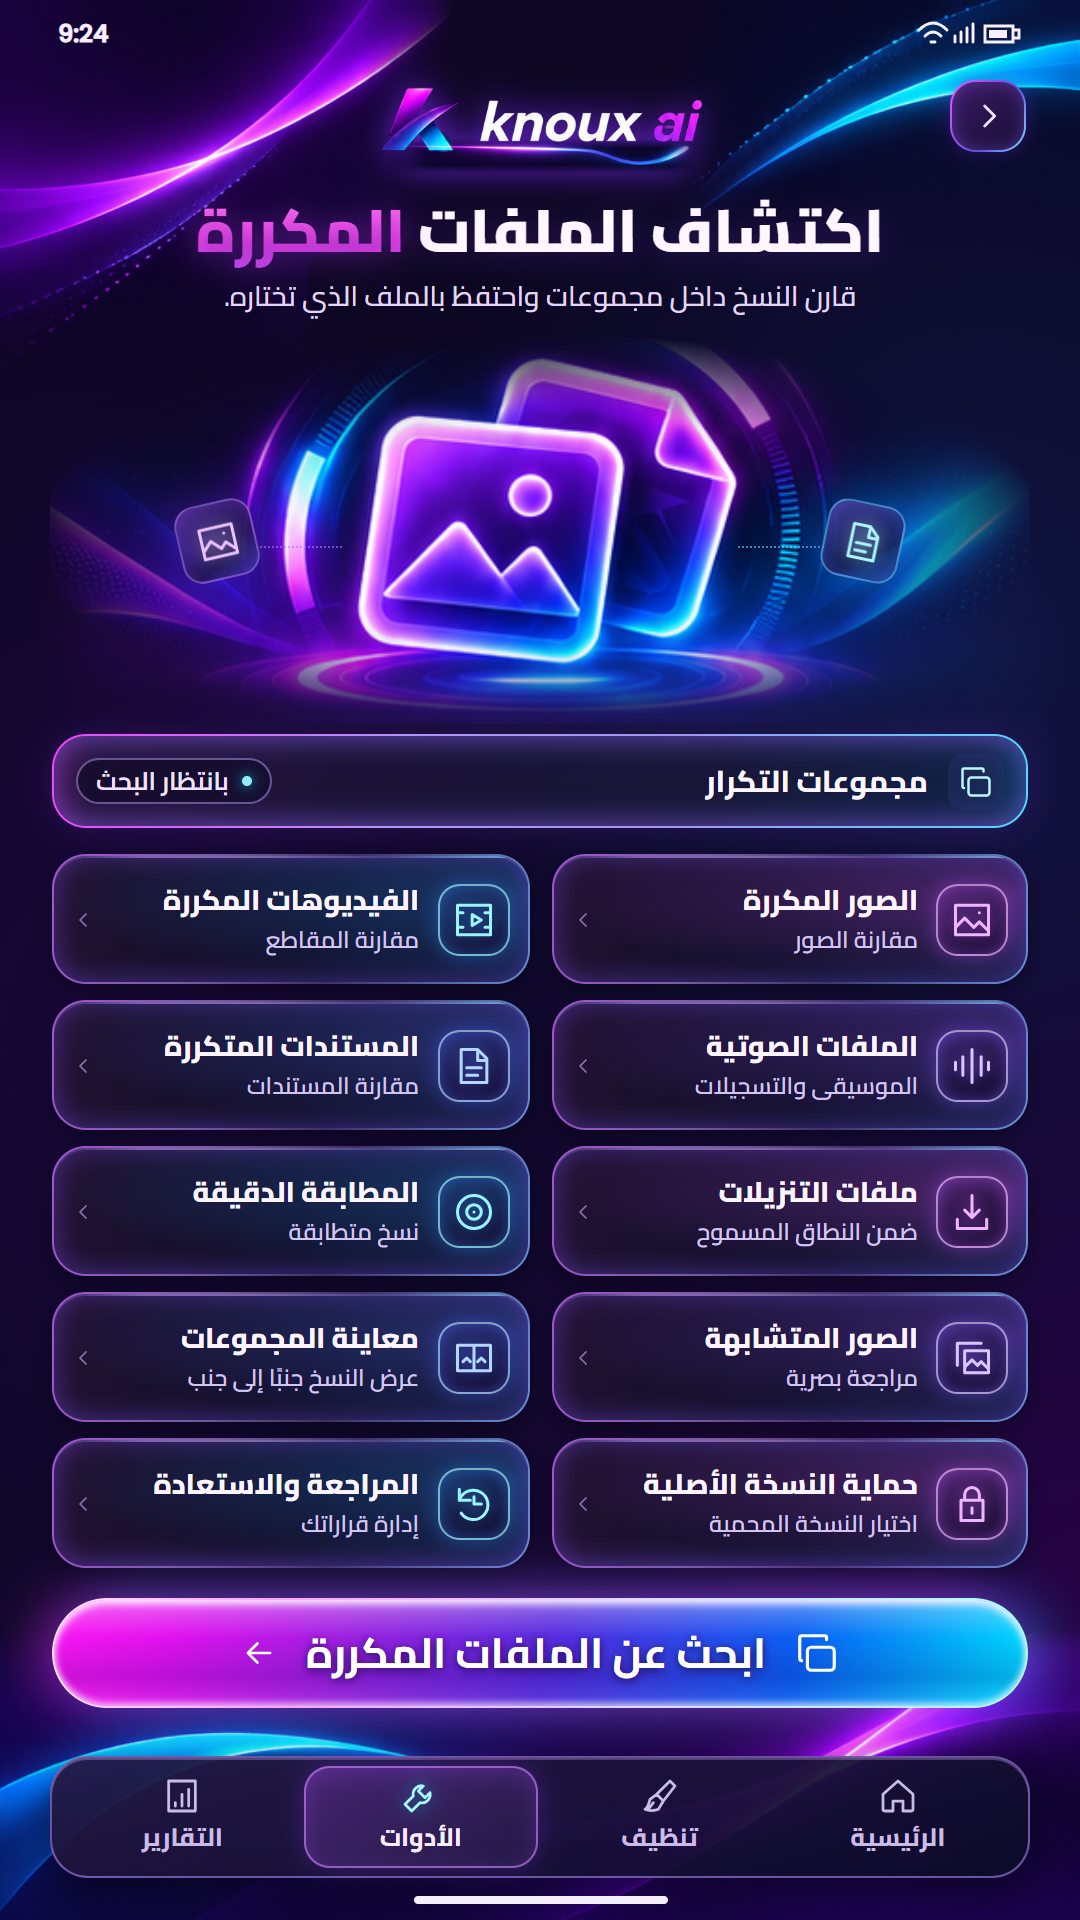 9:24
knoux ai
اكتشاف الملفات المكررة
قارن النسخ داخل مجموعات واحتفظ بالملف الذي تختاره.
مجموعات التكرار
بانتظار البحث
الصور المكررة
مقارنة الصور
الفيديوهات المكررة
مقارنة المقاطع
الملفات الصوتية
الموسيقى والتسجيلات
المستندات المتكررة
مقارنة المستندات
ملفات التنزيلات
ضمن النطاق المسموح
المطابقة الدقيقة
نسخ متطابقة
الصور المتشابهة
مراجعة بصرية
معاينة المجموعات
عرض النسخ جنبًا إلى جنب
حماية النسخة الأصلية
اختيار النسخة المحمية
المراجعة والاستعادة
إدارة قراراتك
ابحث عن الملفات المكررة
الرئيسية
تنظيف
الأدوات
التقارير